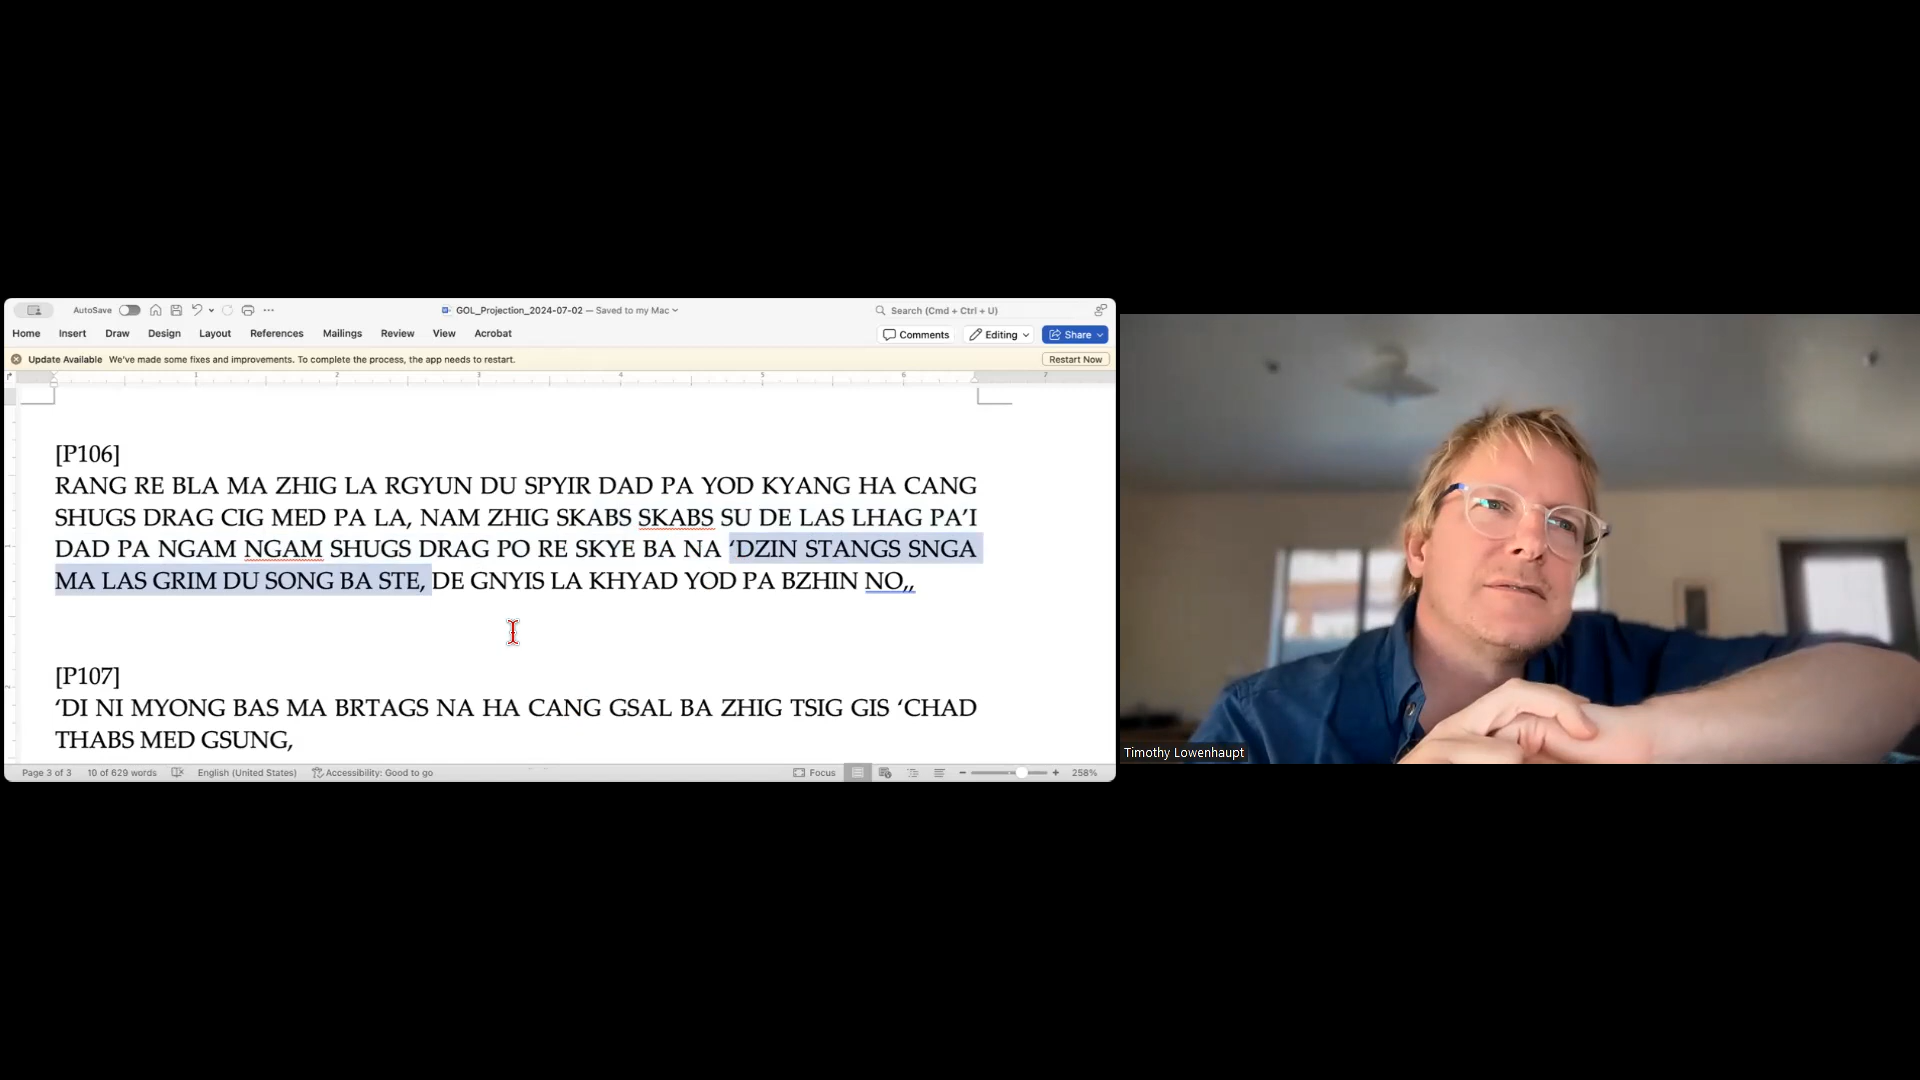 AutoSave
GOL_Projection_2024-07-02 — Saved to my Mac
Search (Cmd + Ctrl + U)
Home Insert Draw Design Layout References Mailings Review View Acrobat
Comments Editing Share
Update Available We've made some fixes and improvements. To complete the process, the app needs to restart.
Restart Now
1 2 3 4 5 6 7
[P106]
RANG RE BLA MA ZHIG LA RGYUN DU SPYIR DAD PA YOD KYANG HA CANG
SHUGS DRAG CIG MED PA LA, NAM ZHIG SKABS SKABS SU DE LAS LHAG PA’I
DAD PA NGAM NGAM SHUGS DRAG PO RE SKYE BA NA ‘DZIN STANGS SNGA
MA LAS GRIM DU SONG BA STE, DE GNYIS LA KHYAD YOD PA BZHIN NO,,
[P107]
‘DI NI MYONG BAS MA BRTAGS NA HA CANG GSAL BA ZHIG TSIG GIS ‘CHAD
THABS MED GSUNG,
Page 3 of 3 10 of 629 words English (United States) Accessibility: Good to go Focus 258%
Timothy Lowenhaupt